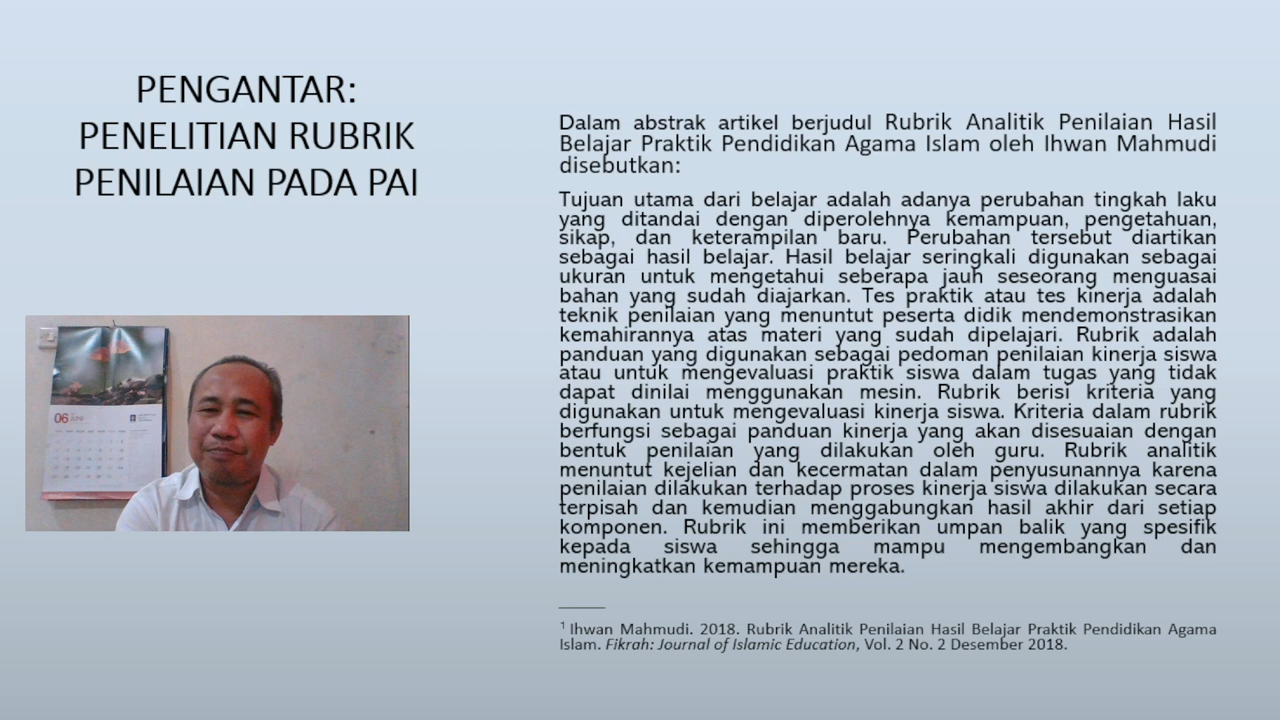 PENGANTAR:
PENELITIAN RUBRIK
PENILAIAN PADA PAI
06
JUNI
Dalam abstrak artikel berjudul Rubrik Analitik Penilaian Hasil
Belajar Praktik Pendidikan Agama Islam oleh Ihwan Mahmudi
disebutkan:
Tujuan utama dari belajar adalah adanya perubahan tingkah laku
yang ditandai dengan diperolehnya kemampuan, pengetahuan,
sikap, dan keterampilan baru. Perubahan tersebut diartikan
sebagai hasil belajar. Hasil belajar seringkali digunakan sebagai
ukuran untuk mengetahui seberapa jauh seseorang menguasai
bahan yang sudah diajarkan. Tes praktik atau tes kinerja adalah
teknik penilaian yang menuntut peserta didik mendemonstrasikan
kemahirannya atas materi yang sudah dipelajari. Rubrik adalah
panduan yang digunakan sebagai pedoman penilaian kinerja siswa
atau untuk mengevaluasi praktik siswa dalam tugas yang tidak
dapat dinilai menggunakan mesin. Rubrik berisi kriteria yang
digunakan untuk mengevaluasi kinerja siswa. Kriteria dalam rubrik
berfungsi sebagai panduan kinerja yang akan disesuaian dengan
bentuk penilaian yang dilakukan oleh guru. Rubrik analitik
menuntut kejelian dan kecermatan dalam penyusunannya karena
penilaian dilakukan terhadap proses kinerja siswa dilakukan secara
terpisah dan kemudian menggabungkan hasil akhir dari setiap
komponen. Rubrik ini memberikan umpan balik yang spesifik
kepada siswa sehingga mampu mengembangkan dan
meningkatkan kemampuan mereka.
¹ Ihwan Mahmudi. 2018. Rubrik Analitik Penilaian Hasil Belajar Praktik Pendidikan Agama
Islam. Fikrah: Journal of Islamic Education, Vol. 2 No. 2 Desember 2018.